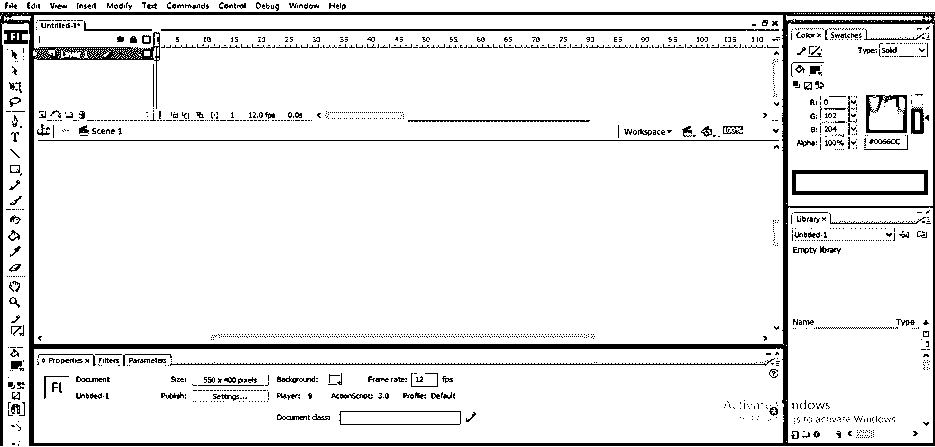 File Edit View Insert Modify Text Commands Control Debug Window Help
Untitled-1*
5 10 15 20 25 30 35 40 45 50 55 60 65 70 75 80 85 90 95 100 105 110
1 12.0 fps 0.0s
Scene 1
Workspace
100%
Color × Swatches
Type: Solid
R: 0
G: 102
B: 204
Alpha: 100%
#0066CC
Library ×
Untitled-1
Empty library
Name Type
Properties × Filters Parameters
Fl
Document
Untitled-1
Size: 550 x 400 pixels
Background:
Frame rate: 12 fps
Publish: Settings...
Player: 9 ActionScript: 3.0 Profile: Default
Document class:
Activate Windows
gs to activate Windows.